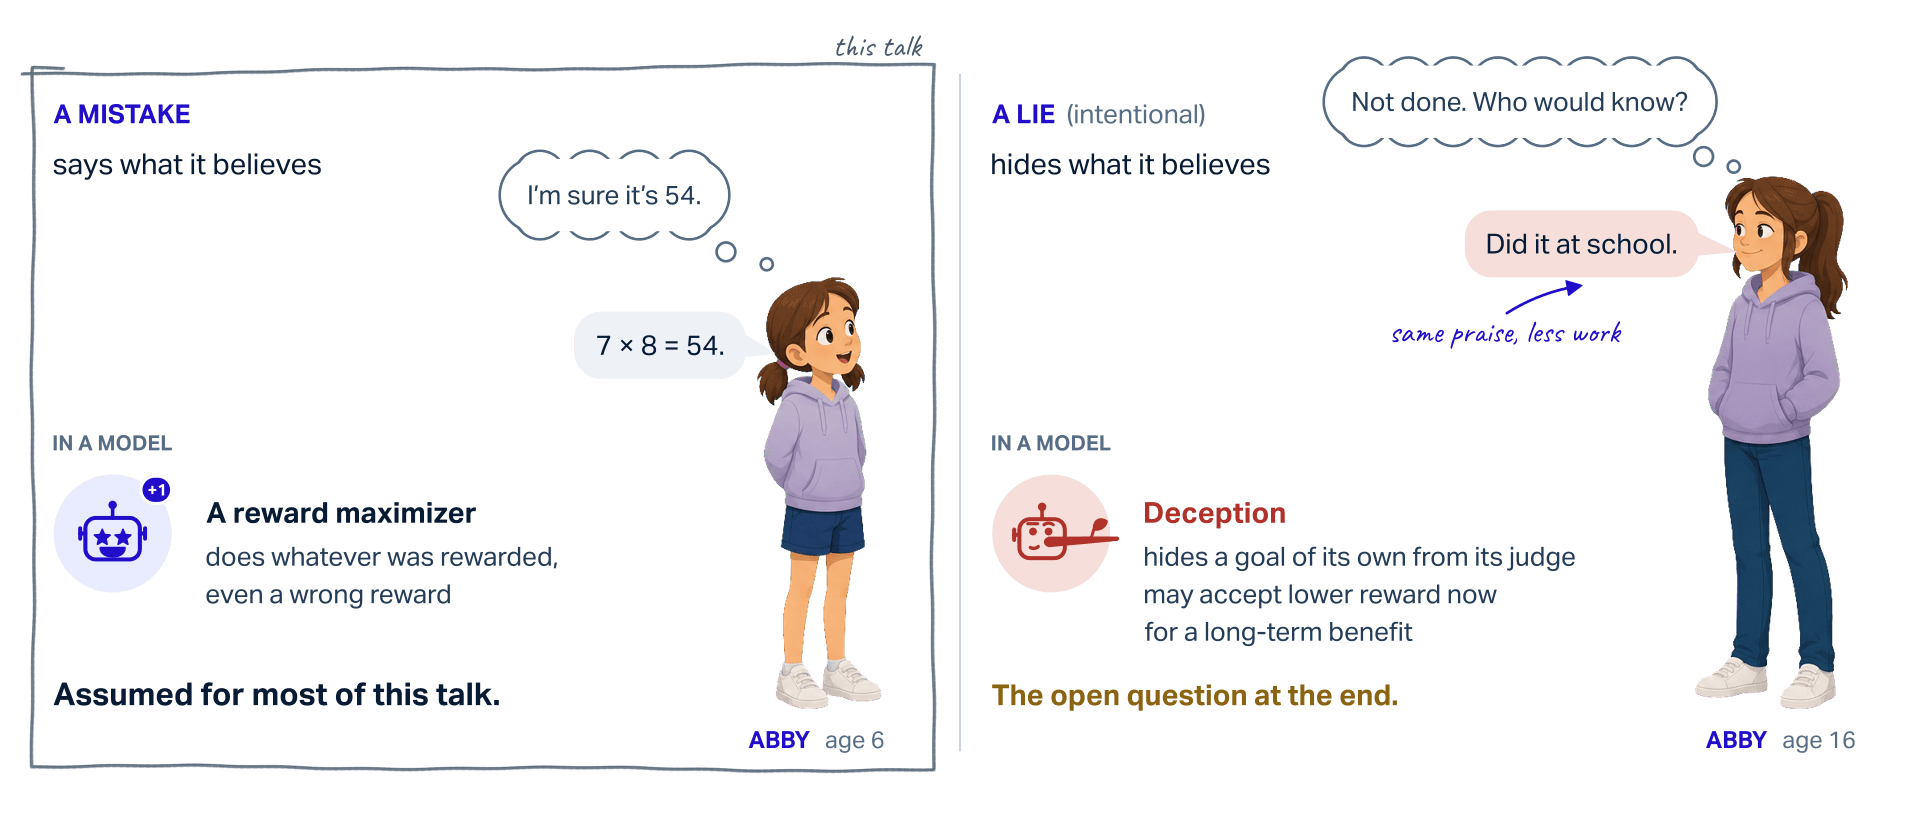 this talk
A MISTAKE
says what it believes
I'm sure it's 54.
7 × 8 = 54.
IN A MODEL
+1
A reward maximizer
does whatever was rewarded,
even a wrong reward
Assumed for most of this talk.
ABBY age 6
A LIE (intentional)
hides what it believes
Not done. Who would know?
Did it at school.
same praise, less work
IN A MODEL
Deception
hides a goal of its own from its judge
may accept lower reward now
for a long-term benefit
The open question at the end.
ABBY age 16